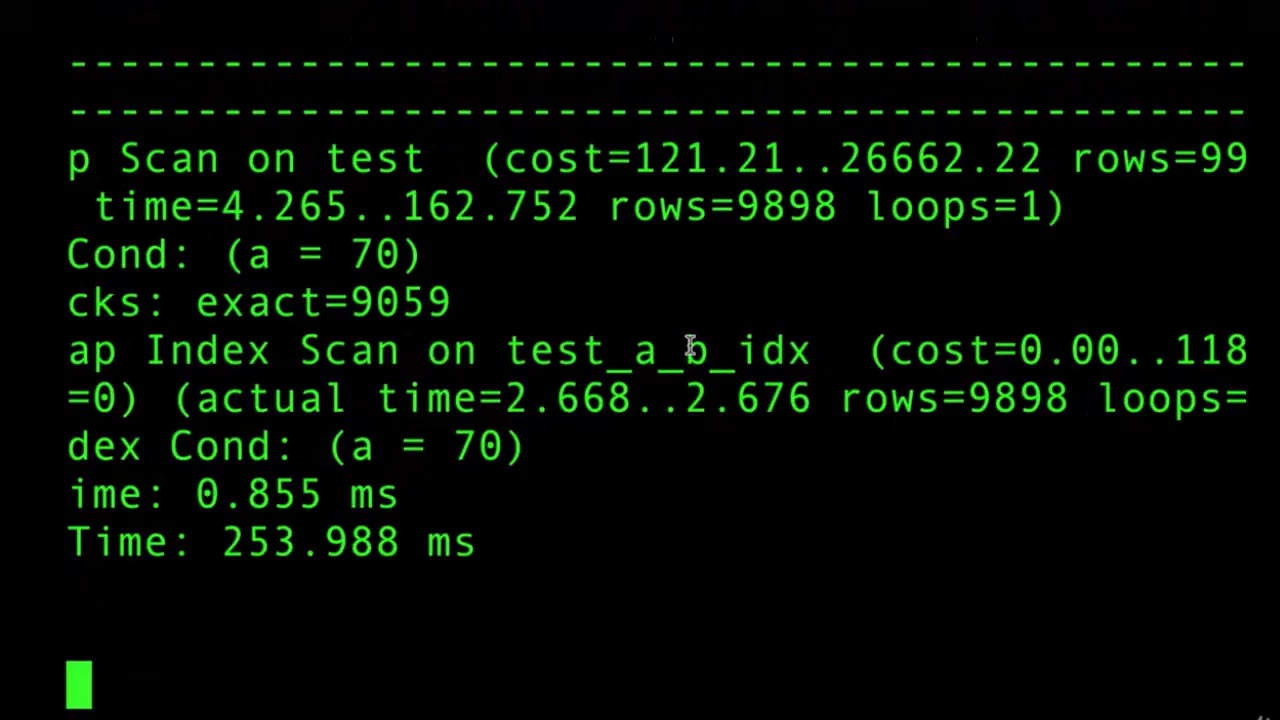 ----------------------------------------------
----------------------------------------------
p Scan on test  (cost=121.21..26662.22 rows=99
 time=4.265..162.752 rows=9898 loops=1)
Cond: (a = 70)
cks: exact=9059
ap Index Scan on test_a_b_idx  (cost=0.00..118
=0) (actual time=2.668..2.676 rows=9898 loops=
dex Cond: (a = 70)
ime: 0.855 ms
Time: 253.988 ms